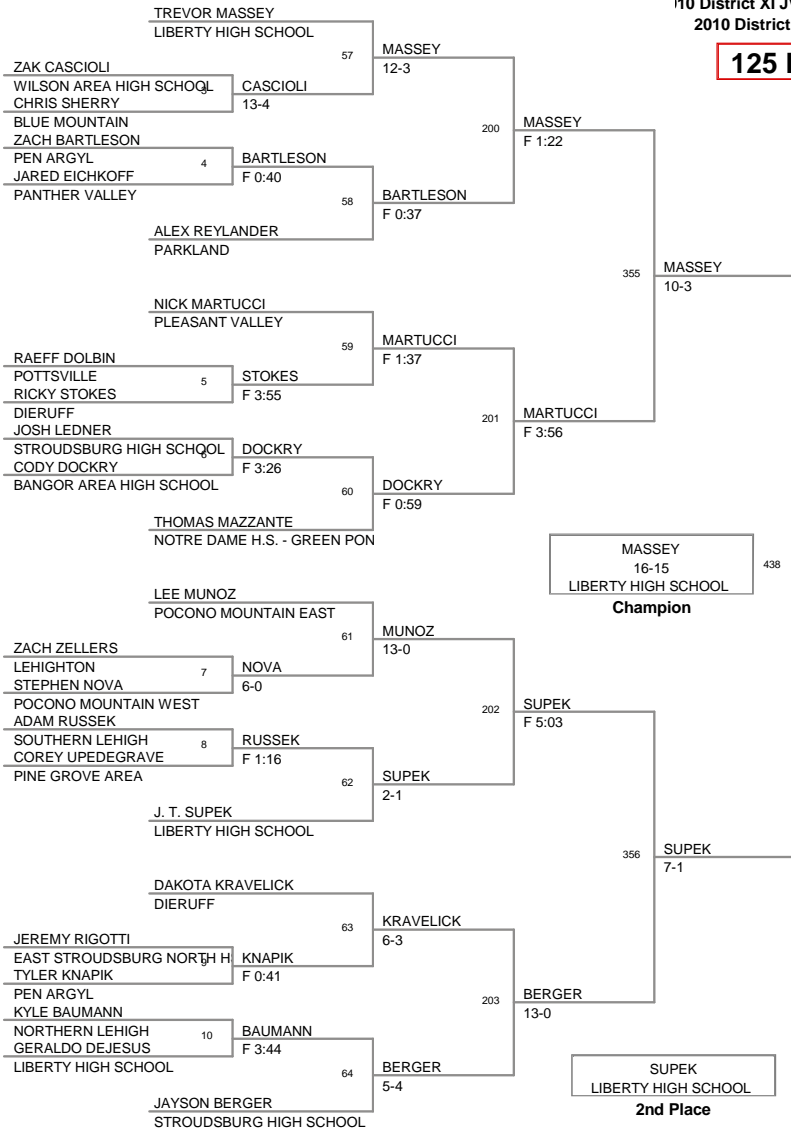 10 District XI JV
2010 District
125
TREVOR MASSEY
LIBERTY HIGH SCHOOL
57
MASSEY
12-3
ZAK CASCIOLI
WILSON AREA HIGH SCHOOL
CASCIOLI
CHRIS SHERRY
13-4
BLUE MOUNTAIN
200
MASSEY
F 1:22
ZACH BARTLESON
PEN ARGYL
4
BARTLESON
JARED EICHKOFF
F 0:40
PANTHER VALLEY
58
BARTLESON
F 0:37
ALEX REYLANDER
PARKLAND
355
MASSEY
10-3
NICK MARTUCCI
PLEASANT VALLEY
59
MARTUCCI
F 1:37
RAEFF DOLBIN
POTTSVILLE
5
STOKES
RICKY STOKES
F 3:55
DIERUFF
201
MARTUCCI
F 3:56
JOSH LEDNER
STROUDSBURG HIGH SCHOOL
6
DOCKRY
CODY DOCKRY
F 3:26
BANGOR AREA HIGH SCHOOL
60
DOCKRY
F 0:59
THOMAS MAZZANTE
NOTRE DAME H.S. - GREEN PON
MASSEY
16-15
LIBERTY HIGH SCHOOL
438
Champion
LEE MUNOZ
POCONO MOUNTAIN EAST
61
MUNOZ
13-0
ZACH ZELLERS
LEHIGHTON
7
NOVA
STEPHEN NOVA
6-0
POCONO MOUNTAIN WEST
202
SUPEK
F 5:03
ADAM RUSSEK
SOUTHERN LEHIGH
8
RUSSEK
COREY UPEDEGRAVE
F 1:16
PINE GROVE AREA
62
SUPEK
2-1
J. T. SUPEK
LIBERTY HIGH SCHOOL
356
SUPEK
7-1
DAKOTA KRAVELICK
DIERUFF
63
KRAVELICK
6-3
JEREMY RIGOTTI
EAST STROUDSBURG NORTH H
9
KNAPIK
TYLER KNAPIK
F 0:41
PEN ARGYL
203
BERGER
13-0
KYLE BAUMANN
NORTHERN LEHIGH
10
BAUMANN
GERALDO DEJESUS
F 3:44
LIBERTY HIGH SCHOOL
64
BERGER
5-4
JAYSON BERGER
STROUDSBURG HIGH SCHOOL
SUPEK
LIBERTY HIGH SCHOOL
2nd Place